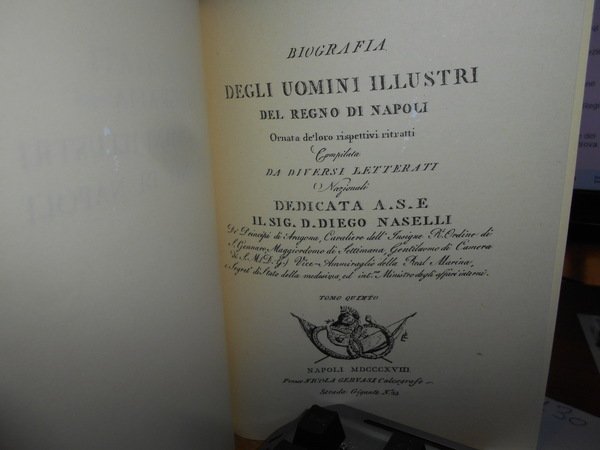 BIOGRAFIA
DEGLI UOMINI ILLUSTRI
DEL REGNO DI NAPOLI
Ornata de'loro rispettivi ritratti
Compilata
DA DIVERSI LETTERATI
Nazionali
DEDICATA A.S.E
IL SIG. D. DIEGO NASELLI
De' Principi di Aragona, Cavaliere dell' Insigne R. Ordine di
S. Gennaro Maggiordomo di Settimana, Gentiluomo di Camera
di S.M.(D.G.) Vice-Ammiraglio della Real Marina,
Segret. di Stato della medesima, ed int.no Ministro degli affari interni.
TOMO QUINTO
NAPOLI MDCCCXVIII
Presso NICOLA GERVASI Calcografo
Strada Gigante N.° 23